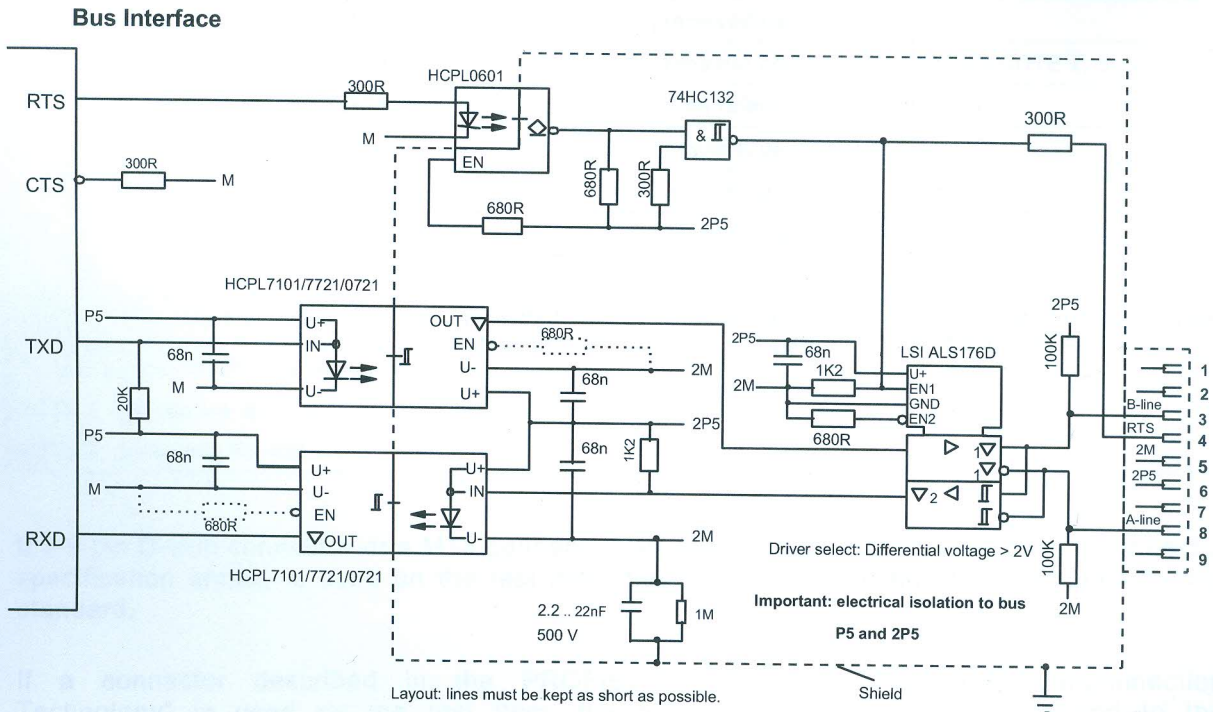 Bus Interface
HCPL0601
RTS
300R
74HC132
300R
M
& 
EN
680R
300R
CTS
300R
M
680R
2P5
HCPL7101/7721/0721
P5
U+
OUT
680R
2P5
2P5
TXD
IN
EN
68n
LSI ALS176D
100K
68n
U-
2M
1K2
U+
1
M
U-
68n
2M
EN1
2
20K
U+
GND
B-line
3
P5
2P5
EN2
RTS
4
68n
1K2
680R
2M
5
U+
U+
1
2P5
6
M
U-
68n
IN
1
7
680R
EN
2
A-line
8
RXD
OUT
U-
2M
Driver select: Differential voltage > 2V
100K
9
HCPL7101/7721/0721
2.2 .. 22nF
1M
Important: electrical isolation to bus
2M
500 V
P5 and 2P5
Layout: lines must be kept as short as possible.
Shield